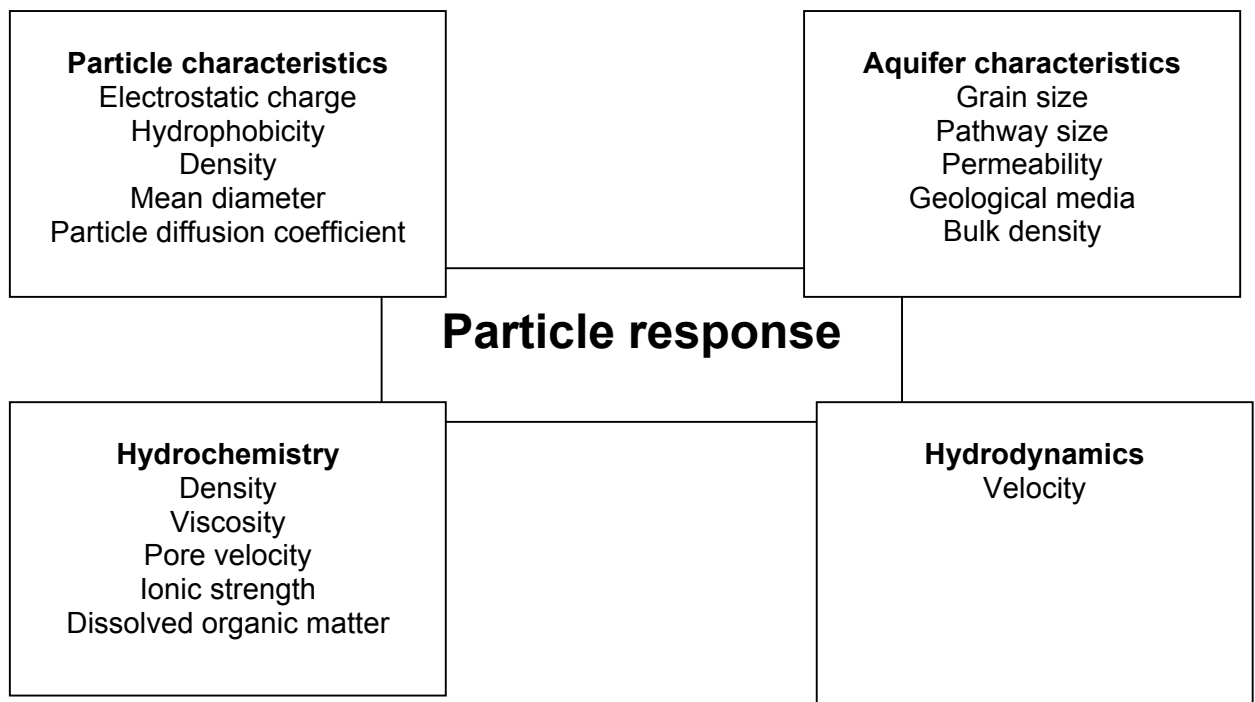 Particle characteristics
Electrostatic charge
Hydrophobicity
Density
Mean diameter
Particle diffusion coefficient
Aquifer characteristics
Grain size
Pathway size
Permeability
Geological media
Bulk density
Particle response
Hydrochemistry
Density
Viscosity
Pore velocity
Ionic strength
Dissolved organic matter
Hydrodynamics
Velocity